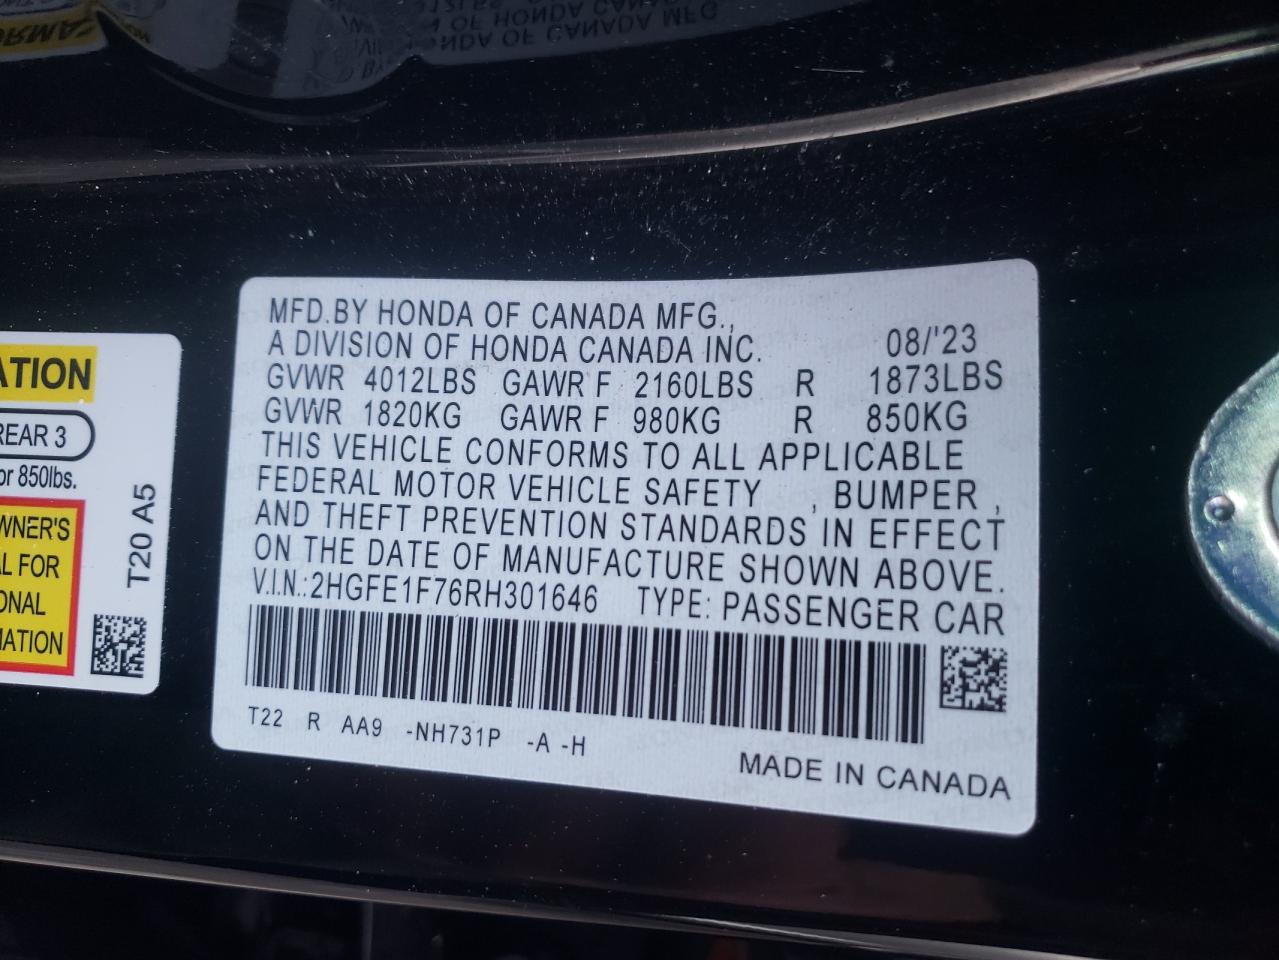 MFD.BY HONDA OF CANADA MFG.,
A DIVISION OF HONDA CANADA INC. 08/'23
GVWR 4012LBS GAWR F 2160LBS R 1873LBS
GVWR 1820KG GAWR F 980KG R 850KG
THIS VEHICLE CONFORMS TO ALL APPLICABLE
FEDERAL MOTOR VEHICLE SAFETY , BUMPER ,
AND THEFT PREVENTION STANDARDS IN EFFECT
ON THE DATE OF MANUFACTURE SHOWN ABOVE.
V.I.N.:2HGFE1F76RH301646 TYPE: PASSENGER CAR
T22 R AA9 -NH731P -A -H
MADE IN CANADA
ATION
REAR 3
or 850lbs.
WNER'S
AL FOR
ONAL
MATION
T20 A5